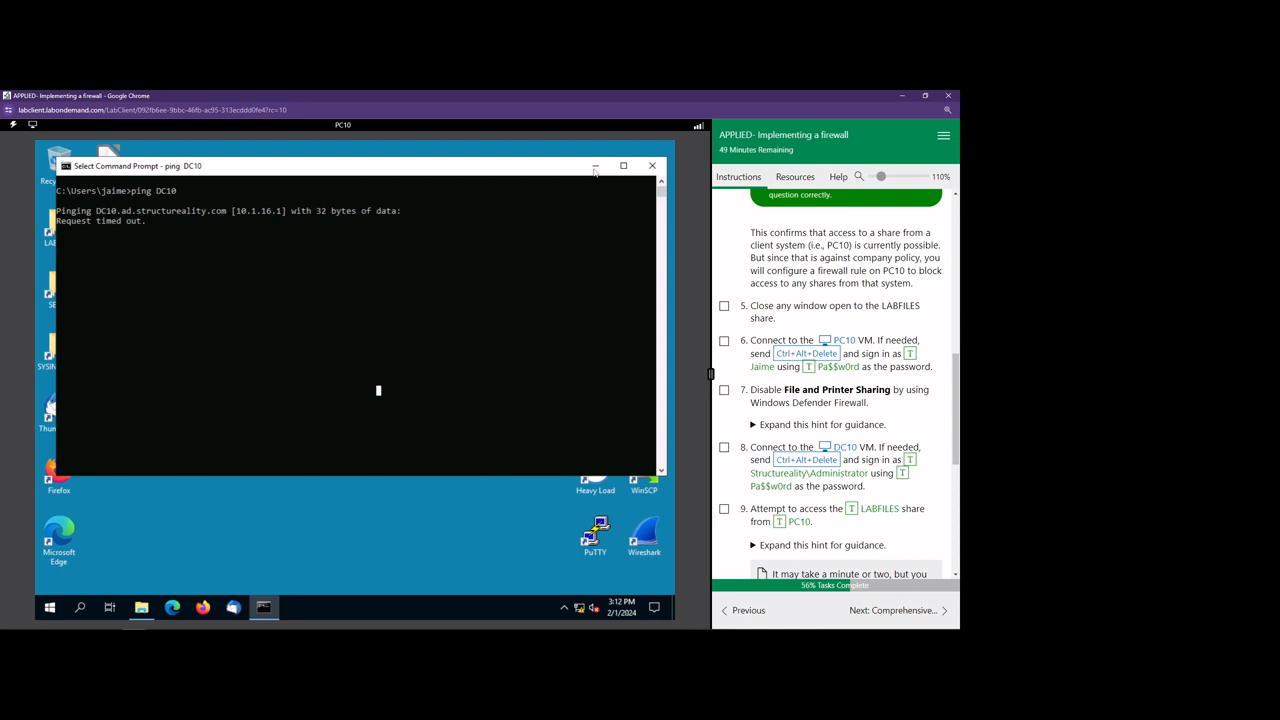 APPLIED- Implementing a firewall - Google Chrome
labclient.labondemand.com/LabClient/092fb6ee-9bbc-46fb-ac95-313ecddd0fe4?rc=10
PC10
Select Command Prompt - ping DC10
C:\Users\jaime>ping DC10
Pinging DC10.ad.structureality.com [10.1.16.1] with 32 bytes of data:
Request timed out.
Recy
LAB
SE
SYSIN
Thun
Firefox
Heavy Load
WinSCP
Microsoft
Edge
PuTTY
Wireshark
3:12 PM
2/1/2024
APPLIED- Implementing a firewall
49 Minutes Remaining
Instructions Resources Help 110%
question correctly.
This confirms that access to a share from a
client system (i.e., PC10) is currently possible.
But since that is against company policy, you
will configure a firewall rule on PC10 to block
access to any shares from that system.
5. Close any window open to the LABFILES
share.
6. Connect to the PC10 VM. If needed,
send Ctrl+Alt+Delete and sign in as T
Jaime using T Pa$$w0rd as the password.
7. Disable File and Printer Sharing by using
Windows Defender Firewall.
Expand this hint for guidance.
8. Connect to the DC10 VM. If needed,
send Ctrl+Alt+Delete and sign in as T
Structureality\Administrator using T
Pa$$w0rd as the password.
9. Attempt to access the T LABFILES share
from T PC10.
Expand this hint for guidance.
It may take a minute or two, but you
56% Tasks Complete
Previous
Next: Comprehensive...